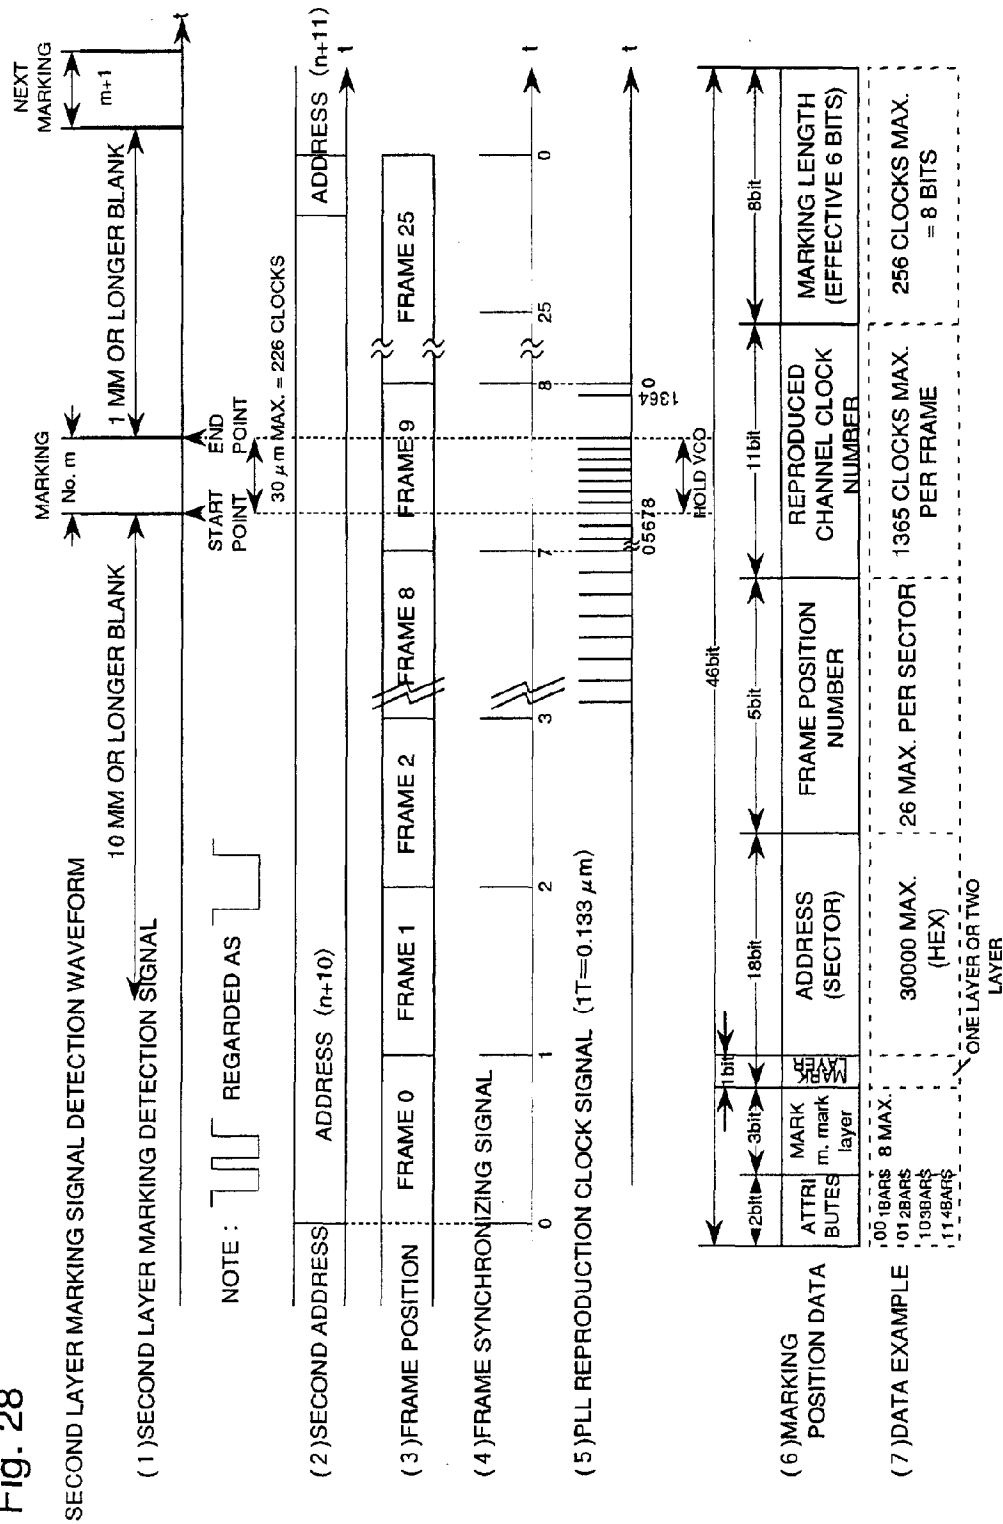 Fig. 28
SECOND LAYER MARKING SIGNAL DETECTION WAVEFORM
(1)SECOND LAYER MARKING DETECTION SIGNAL
10 MM OR LONGER BLANK
MARKING
No. m
1 MM OR LONGER BLANK
NEXT
MARKING
m+1
t
NOTE :
REGARDED AS
START
POINT
END
POINT
30 μm MAX. = 226 CLOCKS
(2)SECOND ADDRESS
ADDRESS (n+10)
ADDRESS (n+11)
t
(3)FRAME POSITION
FRAME 0
FRAME 1
FRAME 2
FRAME 8
FRAME 9
FRAME 25
(4)FRAME SYNCHRONIZING SIGNAL
0
1
2
3
7
8
25
0
t
(5)PLL REPRODUCTION CLOCK SIGNAL (1T=0.133 μm)
05678
1364
0
t
HOLD VCO
46bit
2bit
3bit
1bit
18bit
5bit
11bit
8bit
(6)MARKING
POSITION DATA
ATTRI
BUTES
MARK
m. mark
layer
MARK
LAYER
ADDRESS
(SECTOR)
FRAME POSITION
NUMBER
REPRODUCED
CHANNEL CLOCK
NUMBER
MARKING LENGTH
(EFFECTIVE 6 BITS)
(7)DATA EXAMPLE
00 1BARS
01 2BARS
10 3BARS
11 4BARS
8 MAX.
ONE LAYER OR TWO
LAYER
30000 MAX.
(HEX)
26 MAX. PER SECTOR
1365 CLOCKS MAX.
PER FRAME
256 CLOCKS MAX.
= 8 BITS